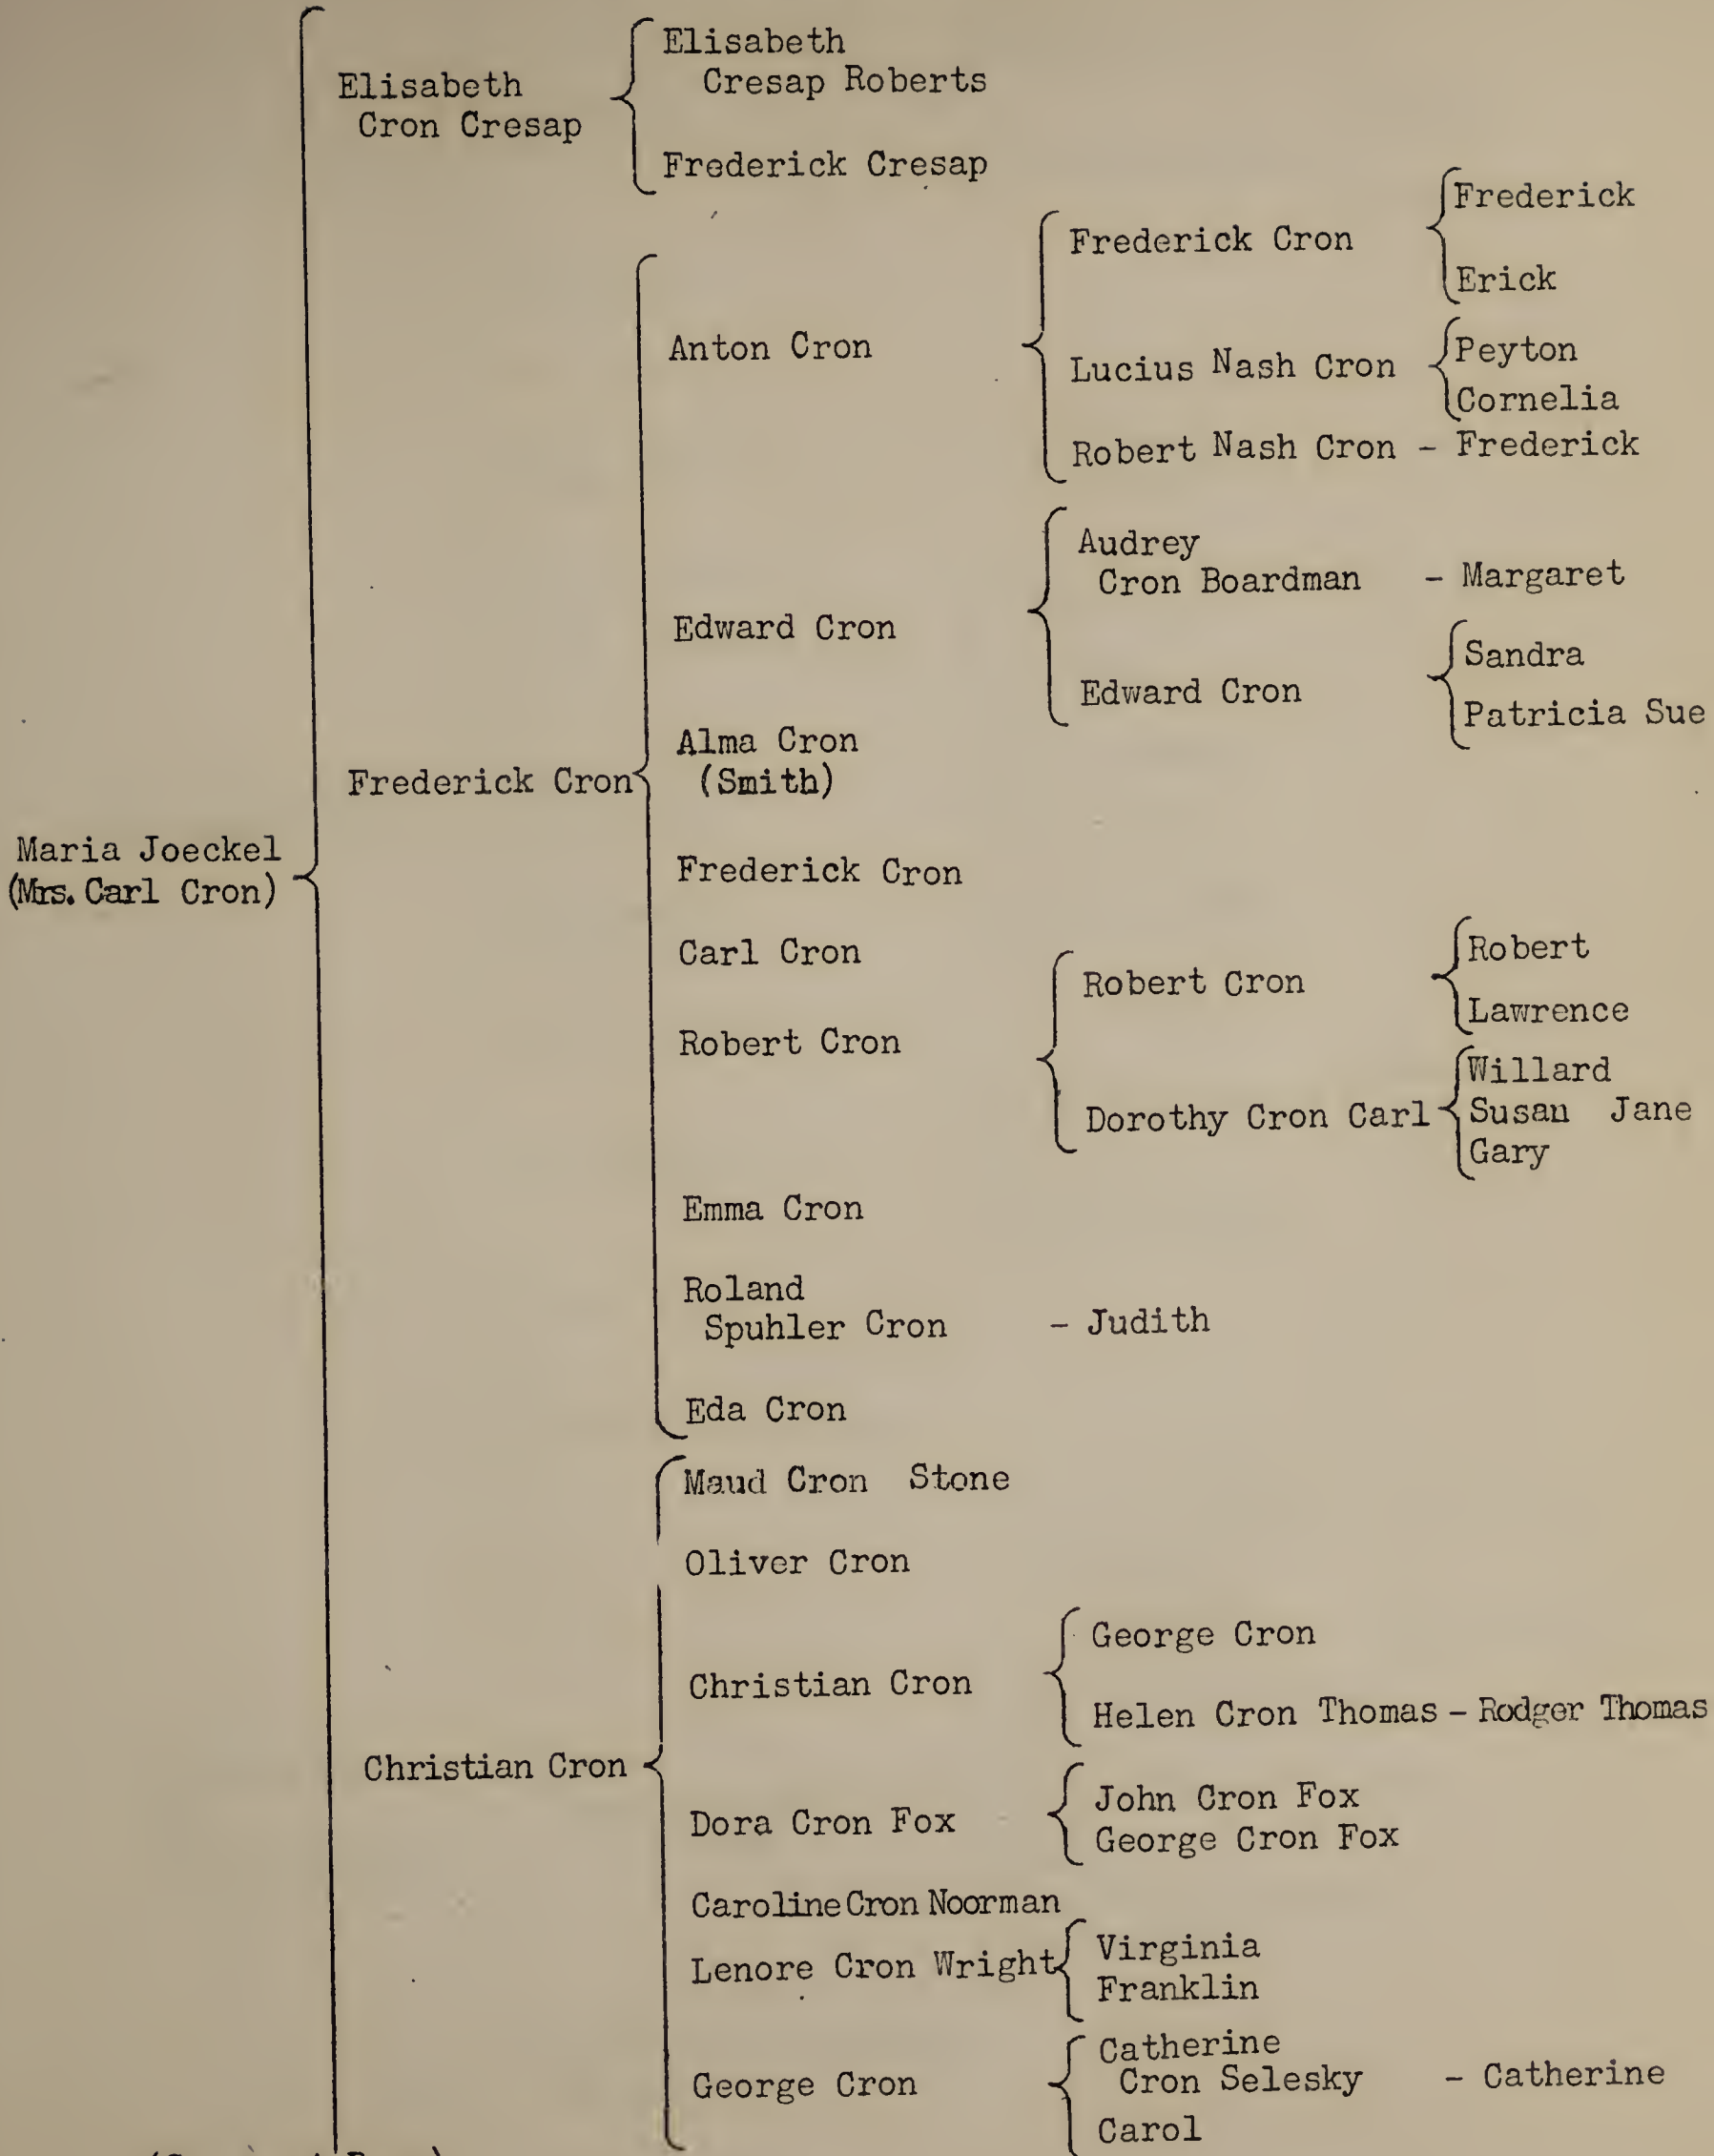 Elisabeth
Cron Cresap
Elisabeth
Cresap Roberts
Frederick Cresap
Maria Joeckel
(Mrs. Carl Cron)
Frederick Cron
Anton Cron
Frederick Cron
Frederick
Erick
Lucius Nash Cron
Peyton
Cornelia
Robert Nash Cron - Frederick
Edward Cron
Audrey
Cron Boardman - Margaret
Edward Cron
Sandra
Patricia Sue
Alma Cron
(Smith)
Frederick Cron
Carl Cron
Robert Cron
Robert Cron
Robert
Lawrence
Dorothy Cron Carl
Willard
Susan Jane
Gary
Emma Cron
Roland
Spuhler Cron - Judith
Eda Cron
Christian Cron
Maud Cron Stone
Oliver Cron
Christian Cron
George Cron
Helen Cron Thomas - Rodger Thomas
Dora Cron Fox
John Cron Fox
George Cron Fox
Caroline Cron Noorman
Lenore Cron Wright
Virginia
Franklin
George Cron
Catherine
Cron Selesky - Catherine
Carol